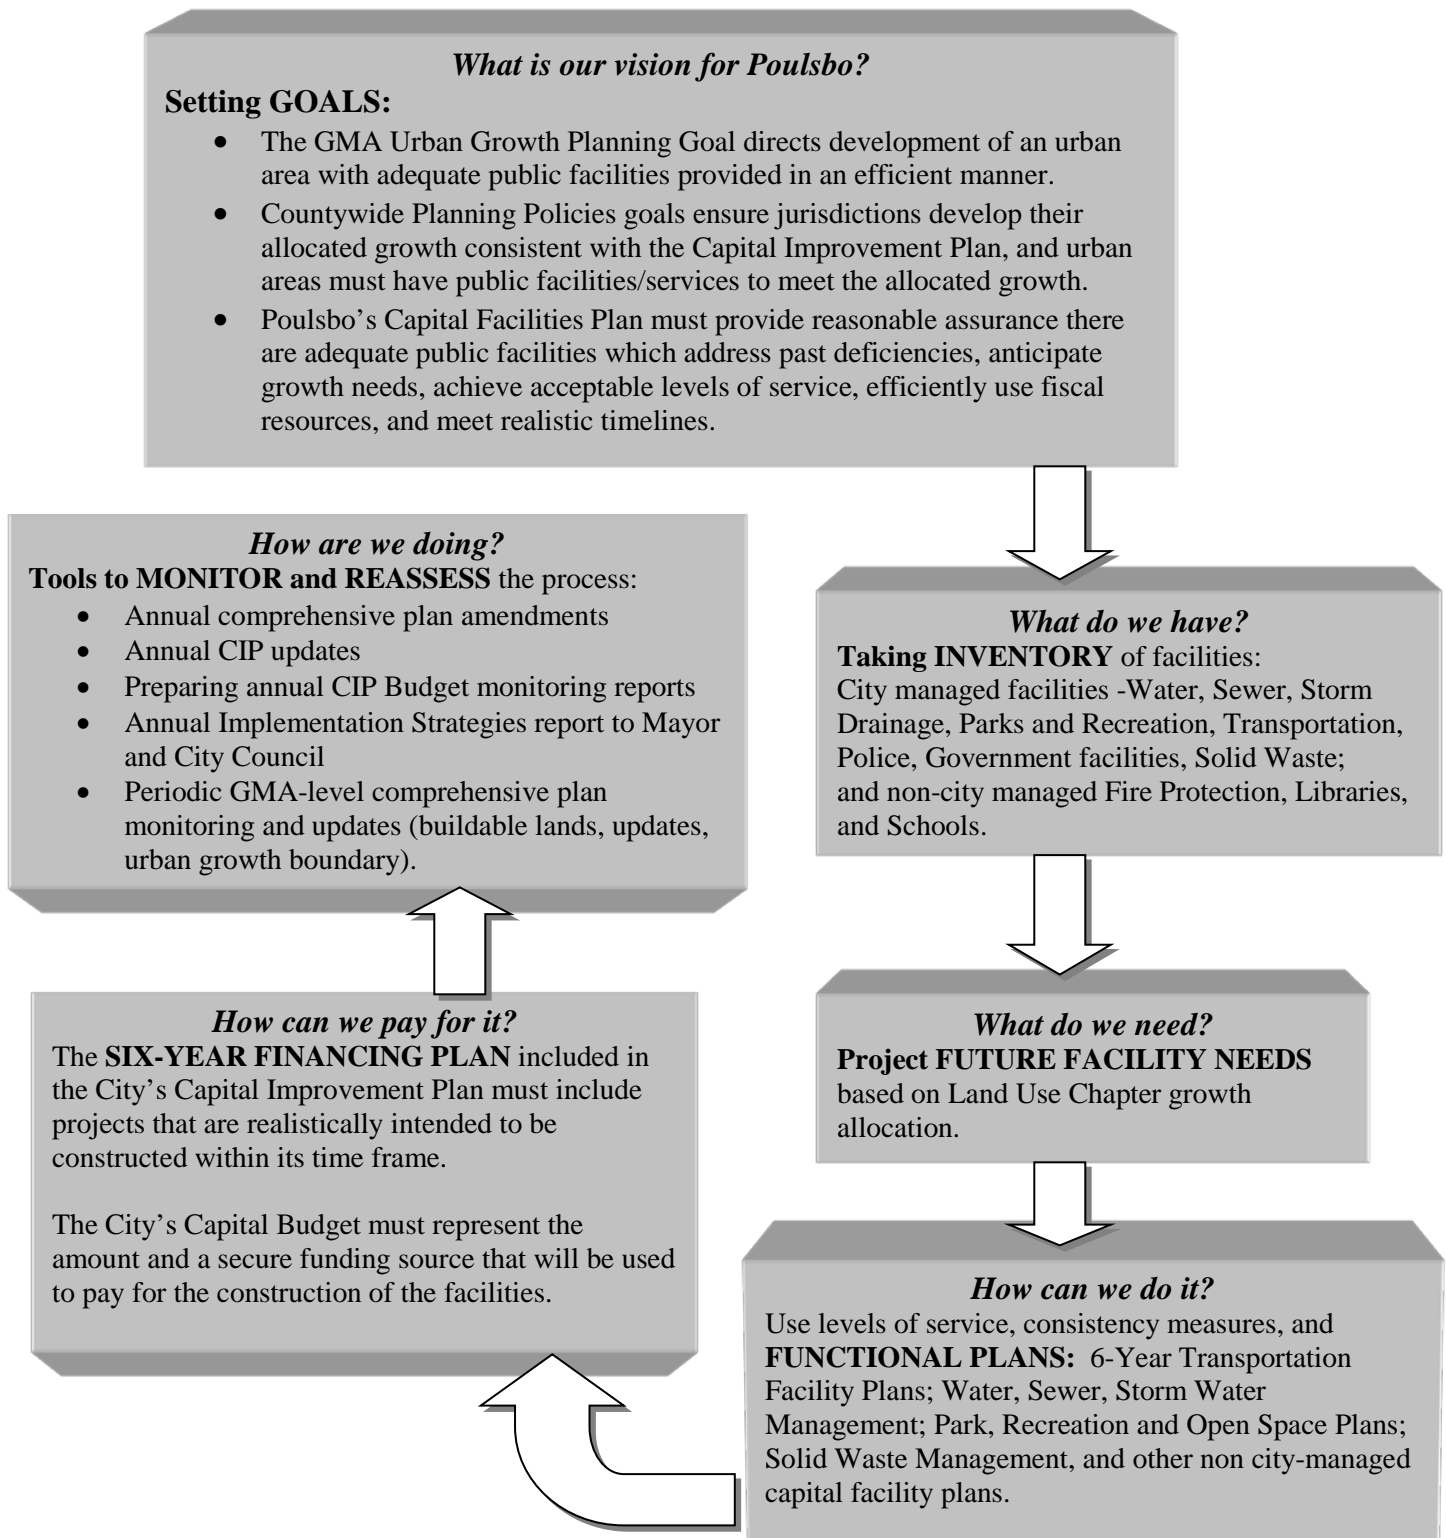 What is our vision for Poulsbo?
Setting GOALS:
• The GMA Urban Growth Planning Goal directs development of an urban
area with adequate public facilities provided in an efficient manner.
• Countywide Planning Policies goals ensure jurisdictions develop their
allocated growth consistent with the Capital Improvement Plan, and urban
areas must have public facilities/services to meet the allocated growth.
• Poulsbo’s Capital Facilities Plan must provide reasonable assurance there
are adequate public facilities which address past deficiencies, anticipate
growth needs, achieve acceptable levels of service, efficiently use fiscal
resources, and meet realistic timelines.
What do we have?
Taking INVENTORY of facilities:
City managed facilities -Water, Sewer, Storm
Drainage, Parks and Recreation, Transportation,
Police, Government facilities, Solid Waste;
and non-city managed Fire Protection, Libraries,
and Schools.
What do we need?
Project FUTURE FACILITY NEEDS
based on Land Use Chapter growth
allocation.
How can we do it?
Use levels of service, consistency measures, and
FUNCTIONAL PLANS:  6-Year Transportation
Facility Plans; Water, Sewer, Storm Water
Management; Park, Recreation and Open Space Plans;
Solid Waste Management, and other non city-managed
capital facility plans.
How can we pay for it?
The SIX-YEAR FINANCING PLAN included in
the City’s Capital Improvement Plan must include
projects that are realistically intended to be
constructed within its time frame.
The City’s Capital Budget must represent the
amount and a secure funding source that will be used
to pay for the construction of the facilities.
How are we doing?
Tools to MONITOR and REASSESS the process:
• Annual comprehensive plan amendments
• Annual CIP updates
• Preparing annual CIP Budget monitoring reports
• Annual Implementation Strategies report to Mayor
and City Council
• Periodic GMA-level comprehensive plan
monitoring and updates (buildable lands, updates,
urban growth boundary).